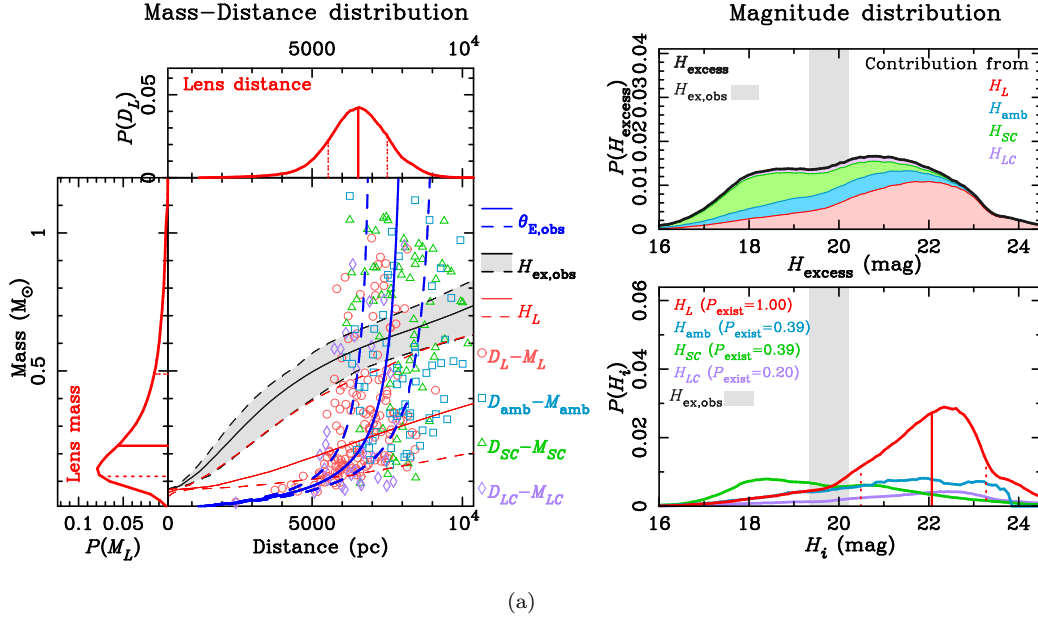 Mass−Distance distribution
5000 10⁴
Lens distance
P(D_L)
0 0.05
Mass (M_⊙)
0.5 1
Lens mass
0.1 0.05 0
P(M_L)
0 5000 10⁴
Distance (pc)
θ_E,obs
H_ex,obs
H_L
D_L−M_L
D_amb−M_amb
D_SC−M_SC
D_LC−M_LC
Magnitude distribution
P(H_excess)
0 0.01 0.02 0.03 0.04
H_excess
H_ex,obs
Contribution from
H_L
H_amb
H_SC
H_LC
16 18 20 22 24
H_excess (mag)
P(H_i)
0 0.02 0.04 0.06
H_L (P_exist=1.00)
H_amb (P_exist=0.39)
H_SC (P_exist=0.39)
H_LC (P_exist=0.20)
H_ex,obs
16 18 20 22 24
H_i (mag)
(a)